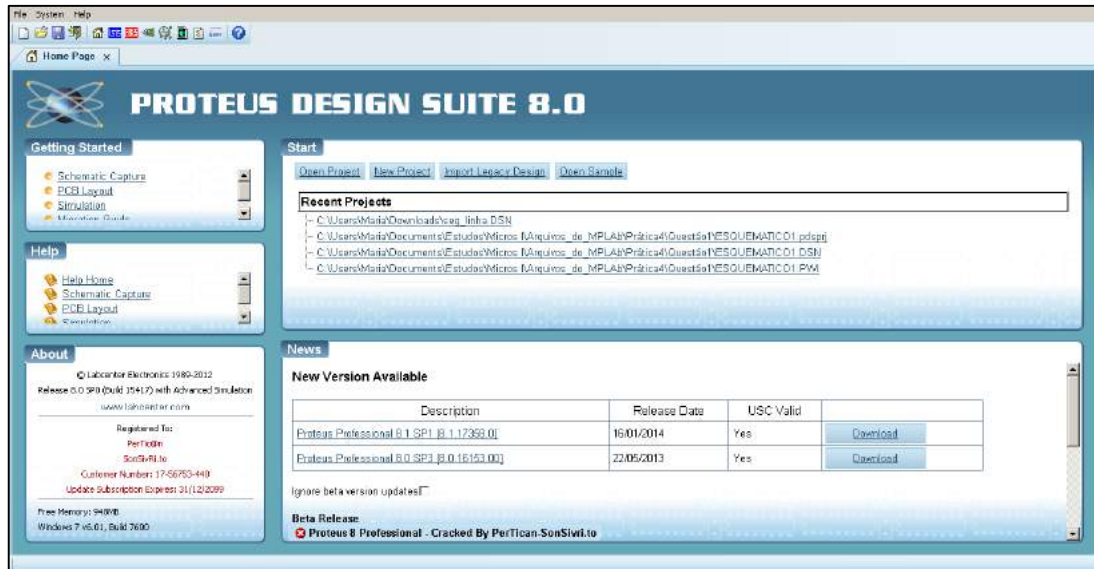 File System Help
Home Page x
PROTEUS DESIGN SUITE 8.0
Getting Started
Schematic Capture
PCB Layout
Simulation
Migration Guide
Help
Help Home
Schematic Capture
PCB Layout
Simulation
About
© Labcenter Electronics 1989-2012
Release 8.0 SP0 (Build 15417) with Advanced Simulation
www.labcenter.com
Registered To:
PerTic@n
SonSivRi.to
Customer Number: 17-56753-448
Update Subscription Expires: 31/12/2099
Free Memory: 948MB
Windows 7 v6.01, Build 7600
Start
Open Project New Project Import Legacy Design Open Sample
Recent Projects
C:\Users\Maria\Downloads\seg_linha.DSN
C:\Users\Maria\Documents\Estudos\Micros I\Arquivos_do_MPLAB\Prática4\Questão1\ESQUEMATICO1.pdsprj
C:\Users\Maria\Documents\Estudos\Micros I\Arquivos_do_MPLAB\Prática4\Questão1\ESQUEMATICO1.DSN
C:\Users\Maria\Documents\Estudos\Micros I\Arquivos_do_MPLAB\Prática4\Questão1\ESQUEMATICO1.PWI
News
New Version Available
Description Release Date USC Valid
Proteus Professional 8.1 SP1 [8.1.17358.0] 16/01/2014 Yes Download
Proteus Professional 8.0 SP3 [8.0.16153.00] 22/05/2013 Yes Download
Ignore beta version updates
Beta Release
Proteus 8 Professional - Cracked By PerTican-SonSivri.to